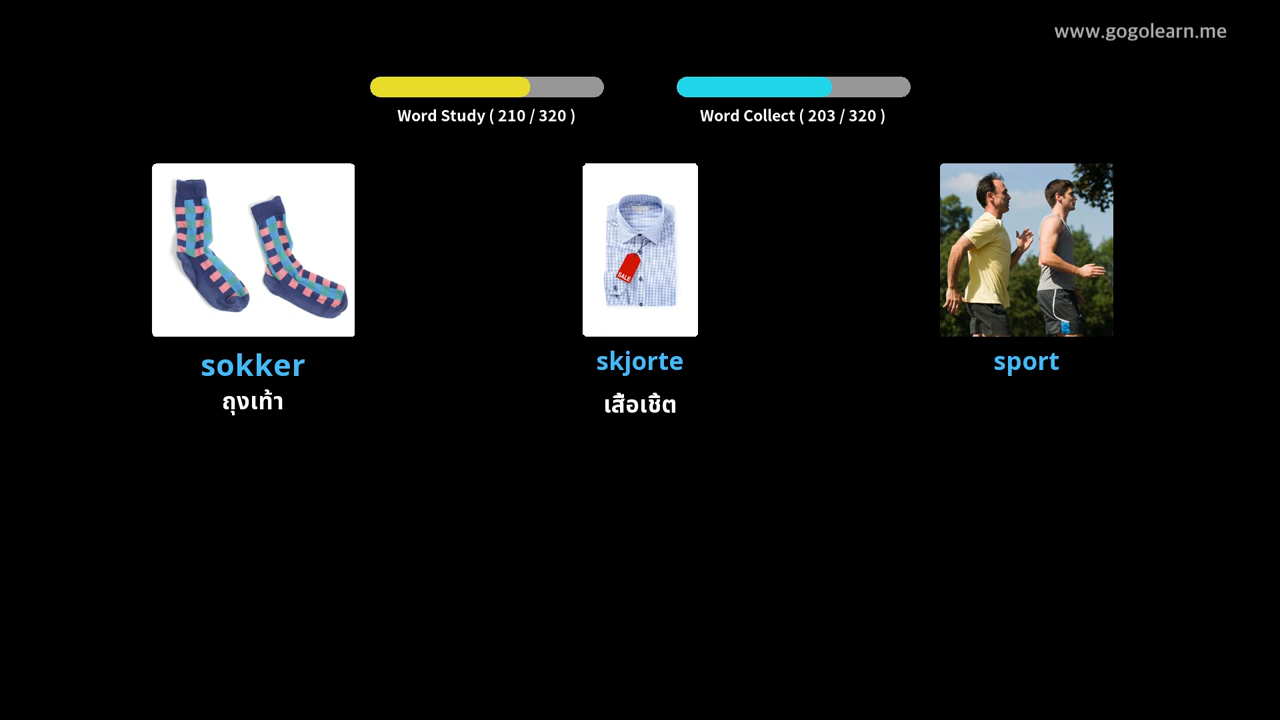 www.gogolearn.me
Word Study ( 210 / 320 )
Word Collect ( 203 / 320 )
SALE
sokker
skjorte
sport
ถุงเท้า
เสื้อเชิ้ต